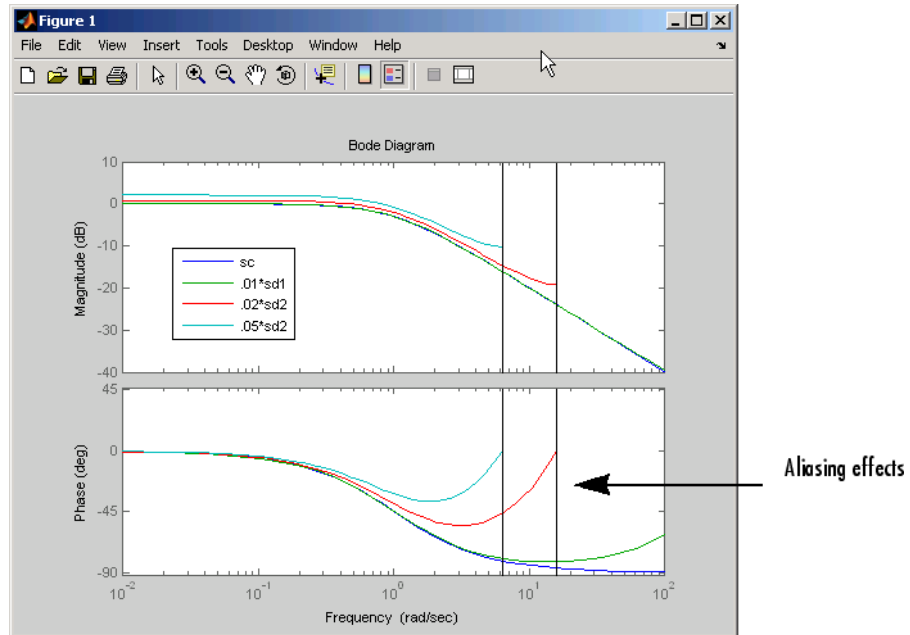 Figure 1
File Edit View Insert Tools Desktop Window Help
Bode Diagram
Magnitude (dB)
10
0
-10
-20
-30
-40
sc
.01*sd1
.02*sd2
.05*sd2
Phase (deg)
45
0
-45
-90
10^-2 10^-1 10^0 10^1 10^2
Frequency (rad/sec)
Aliasing effects